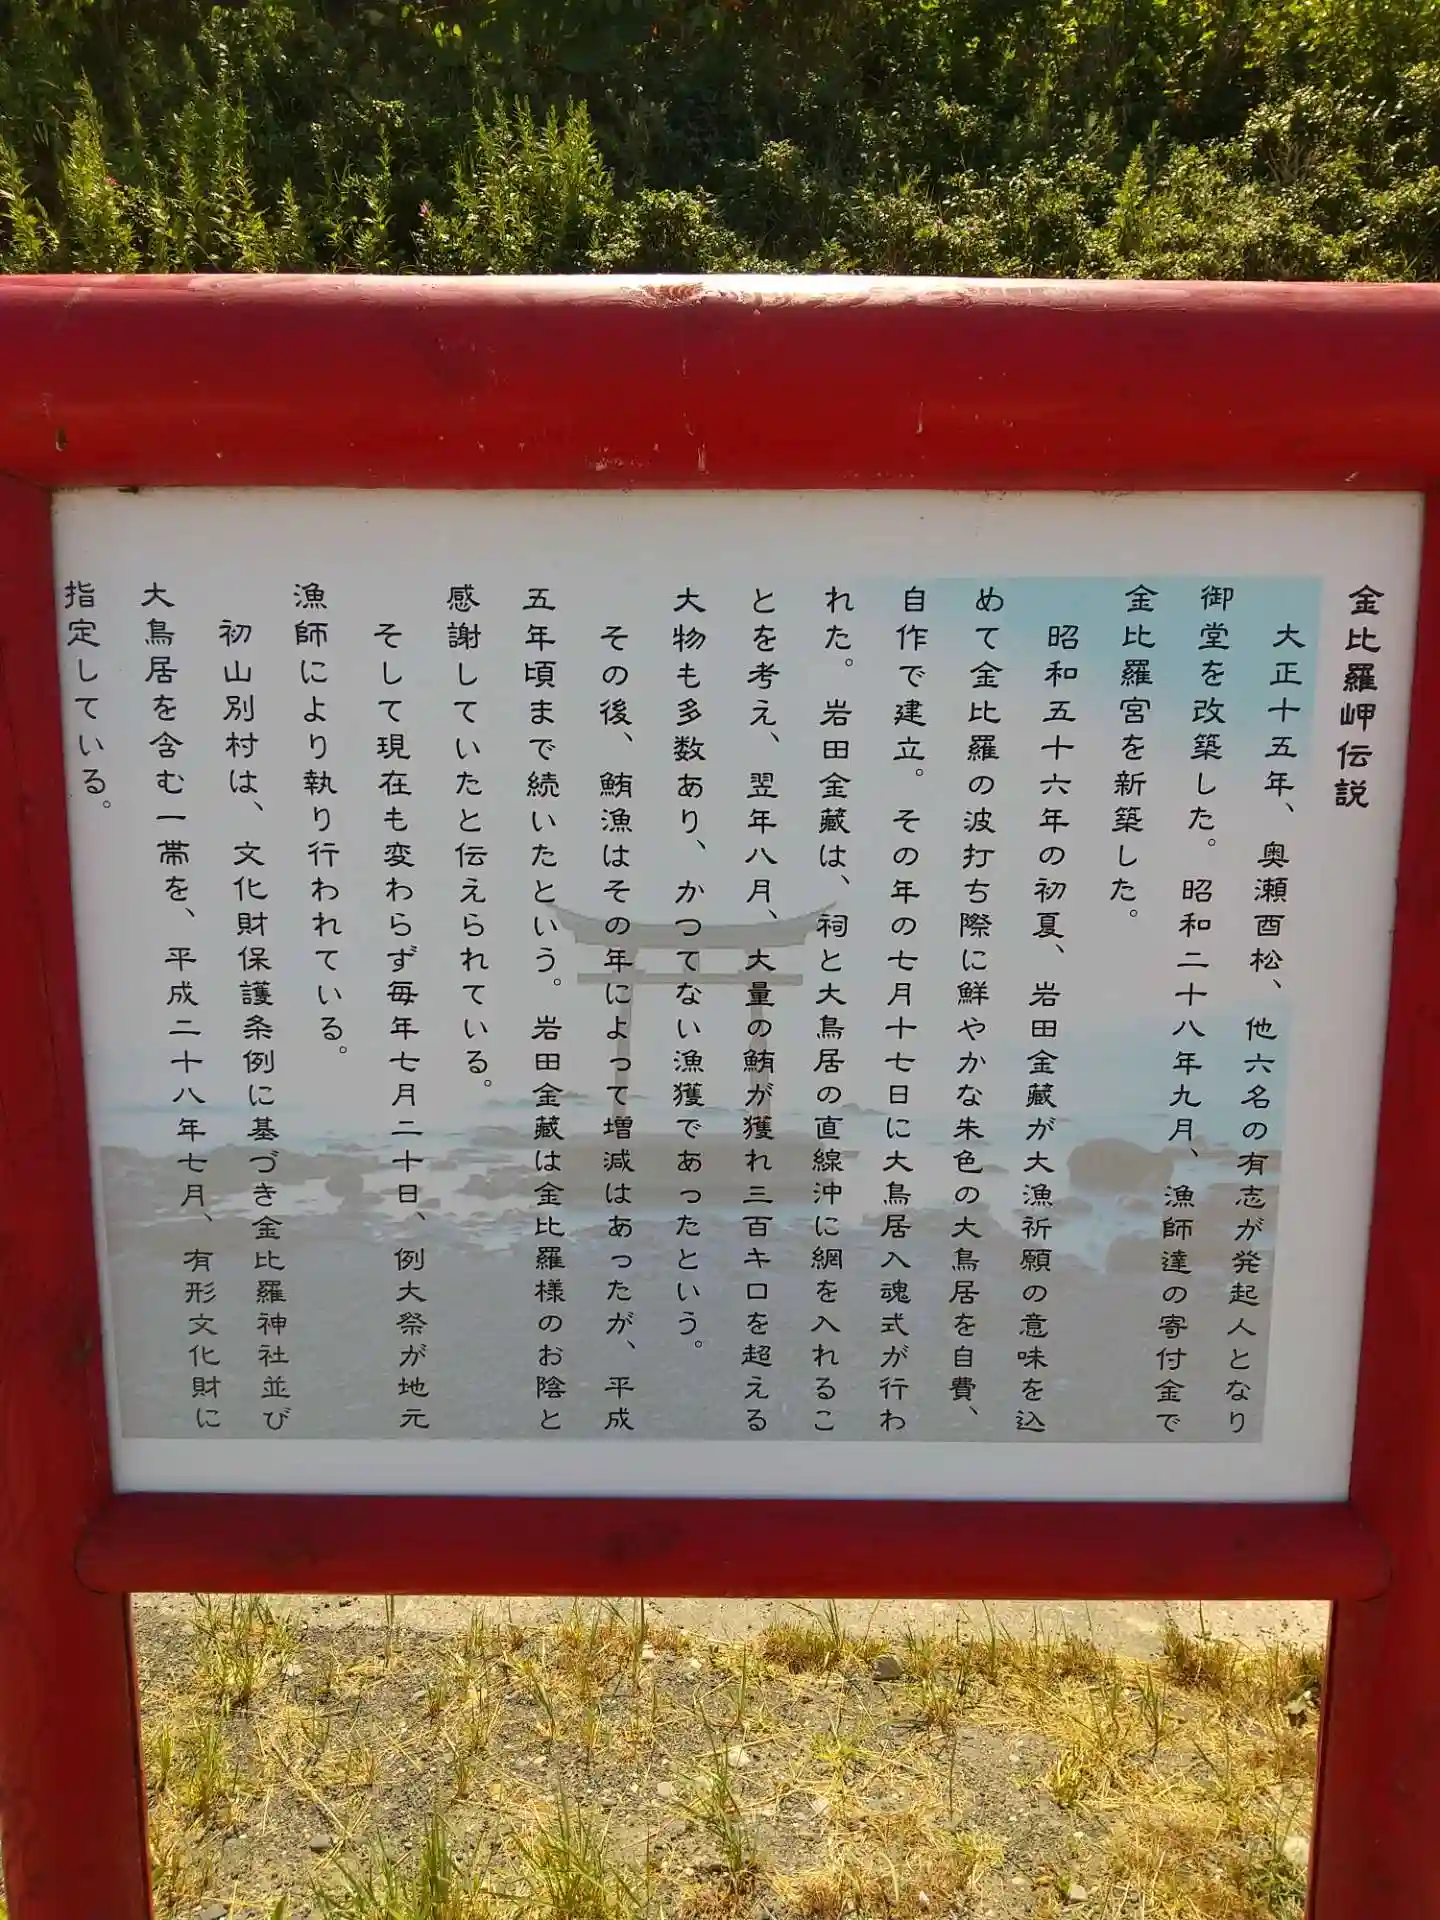 金比羅岬伝説
大正十五年、奥瀬酉松、他六名の有志が発起人となり
御堂を改築した。昭和二十八年九月、漁師達の寄付金で
金比羅宮を新築した。
昭和五十六年の初夏、岩田金藏が大漁祈願の意味を込
めて金比羅の波打ち際に鮮やかな朱色の大鳥居を自費、
自作で建立。その年の七月十七日に大鳥居入魂式が行わ
れた。岩田金藏は、祠と大鳥居の直線沖に網を入れるこ
とを考え、翌年八月、大量の鮪が獲れ三百キロを超える
大物も多数あり、かつてない漁獲であったという。
その後、鮪漁はその年によって増減はあったが、平成
五年頃まで続いたという。岩田金藏は金比羅様のお陰と
感謝していたと伝えられている。
そして現在も変わらず毎年七月二十日、例大祭が地元
漁師により執り行われている。
初山別村は、文化財保護条例に基づき金比羅神社並び
大鳥居を含む一帯を、平成二十八年七月、有形文化財に
指定している。